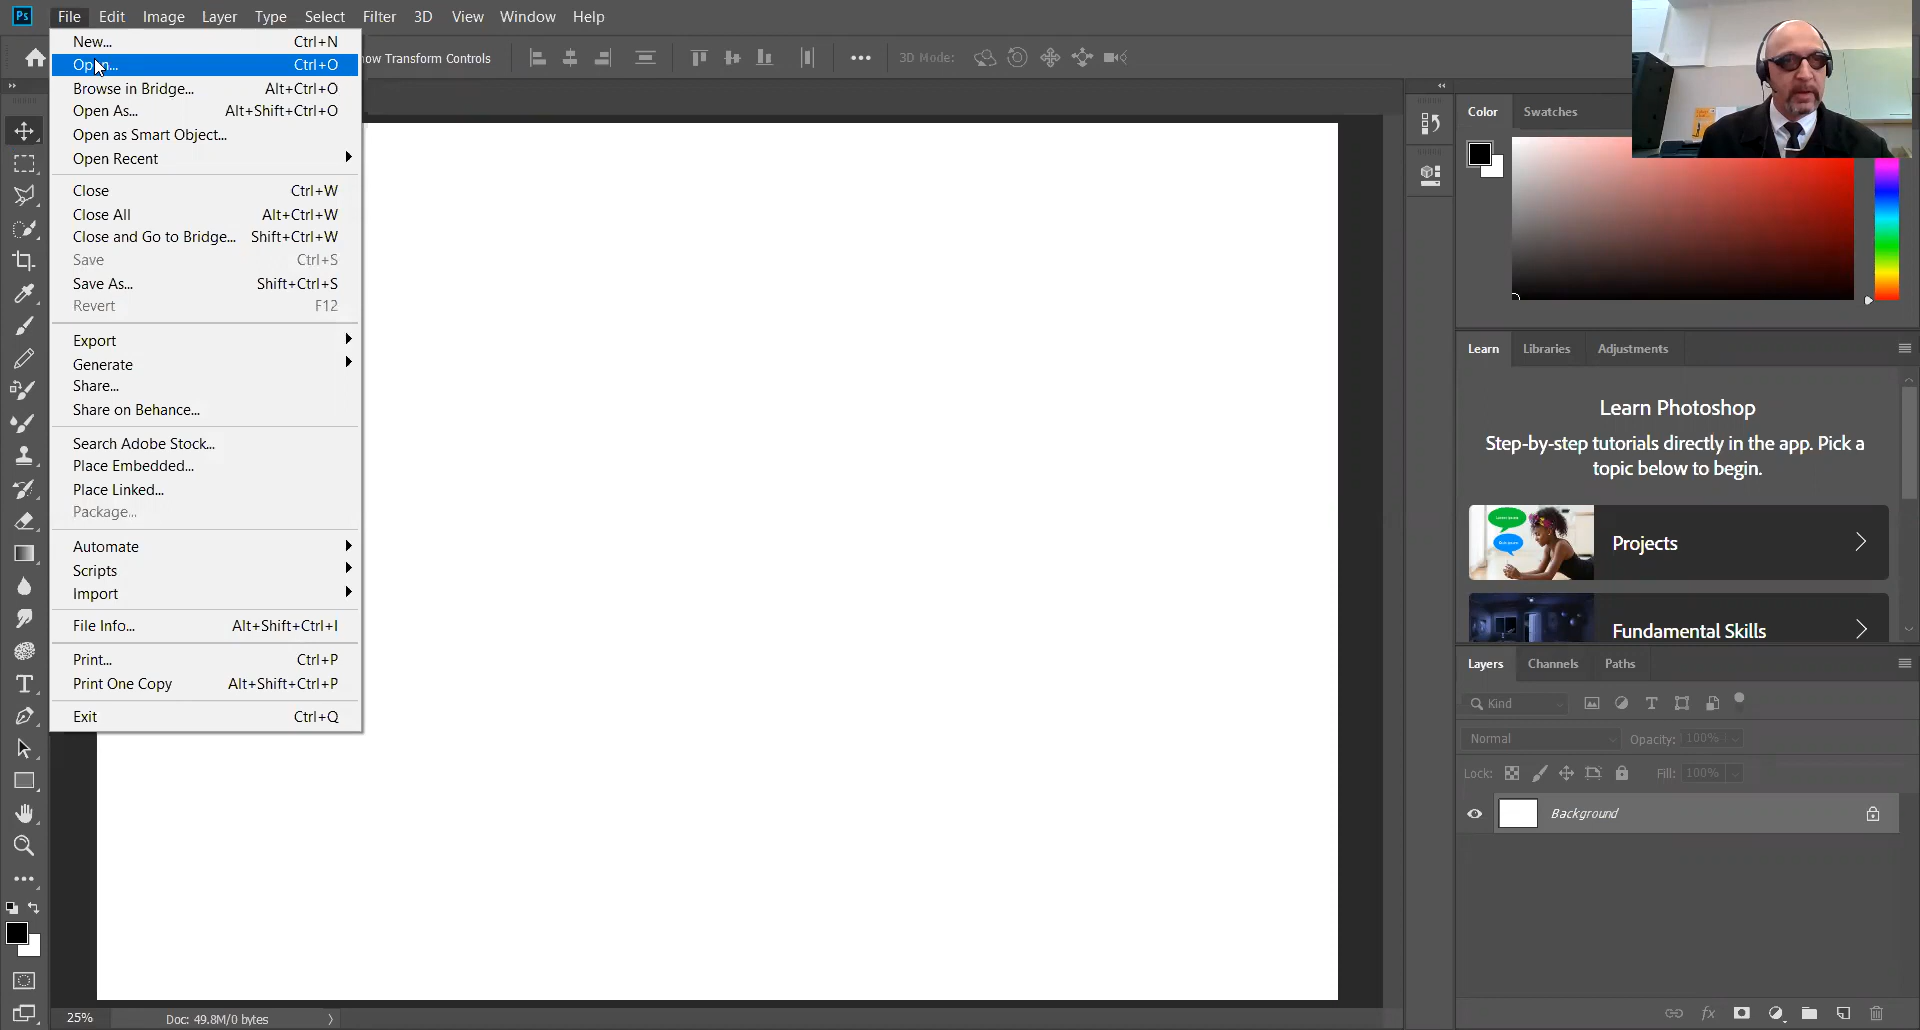 Ps File Edit Image Layer Type Select Filter 3D View Window Help
how Transform Controls 3D Mode:
New... Ctrl+N
Open... Ctrl+O
Browse in Bridge... Alt+Ctrl+O
Open As... Alt+Shift+Ctrl+O
Open as Smart Object...
Open Recent
Close Ctrl+W
Close All Alt+Ctrl+W
Close and Go to Bridge... Shift+Ctrl+W
Save Ctrl+S
Save As... Shift+Ctrl+S
Revert F12
Export
Generate
Share...
Share on Behance...
Search Adobe Stock...
Place Embedded...
Place Linked...
Package...
Automate
Scripts
Import
File Info... Alt+Shift+Ctrl+I
Print... Ctrl+P
Print One Copy Alt+Shift+Ctrl+P
Exit Ctrl+Q
25% Doc: 49.8M/0 bytes
Color Swatches
Learn Libraries Adjustments
Learn Photoshop
Step-by-step tutorials directly in the app. Pick a
topic below to begin.
Projects
Fundamental Skills
Layers Channels Paths
Kind
Normal Opacity: 100%
Lock: Fill: 100%
Background
fx